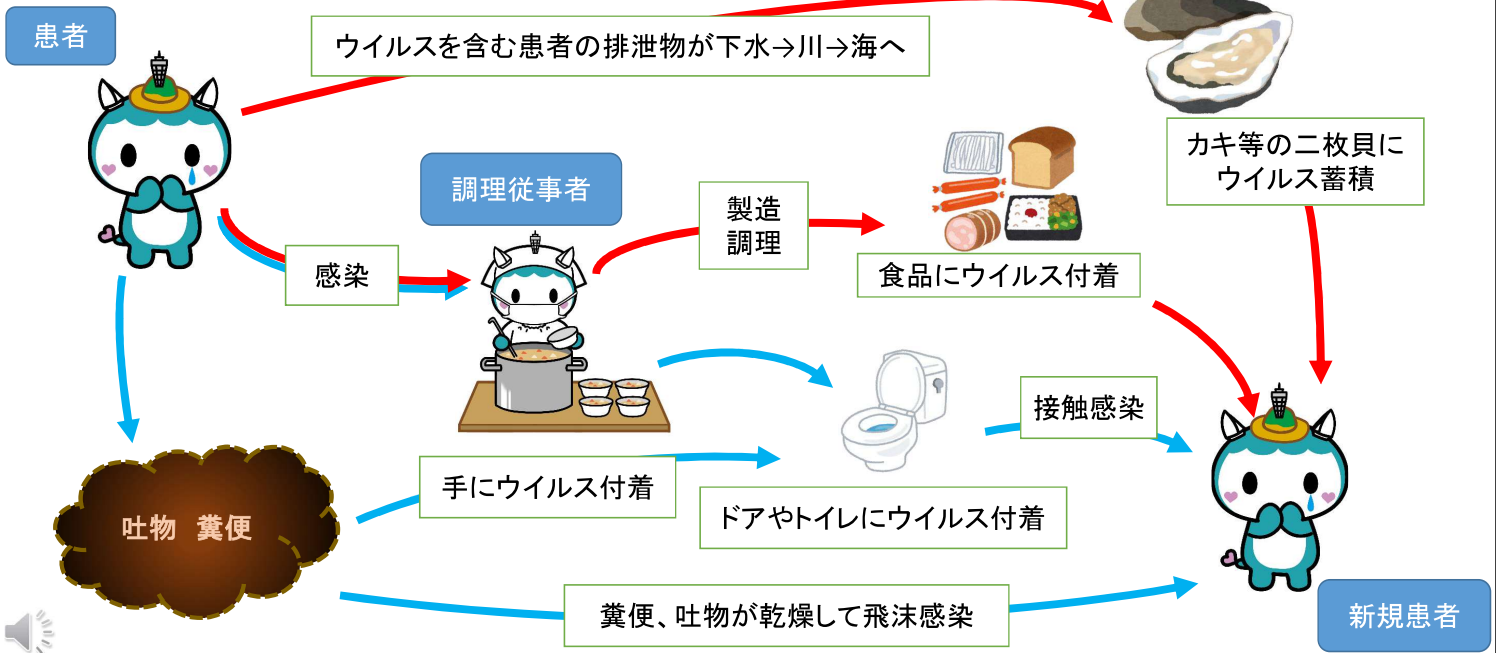 患者
ウイルスを含む患者の排泄物が下水→川→海へ
カキ等の二枚貝に
ウイルス蓄積
調理従事者
製造
調理
感染
食品にウイルス付着
接触感染
手にウイルス付着
ドアやトイレにウイルス付着
吐物　糞便
糞便、吐物が乾燥して飛沫感染
新規患者